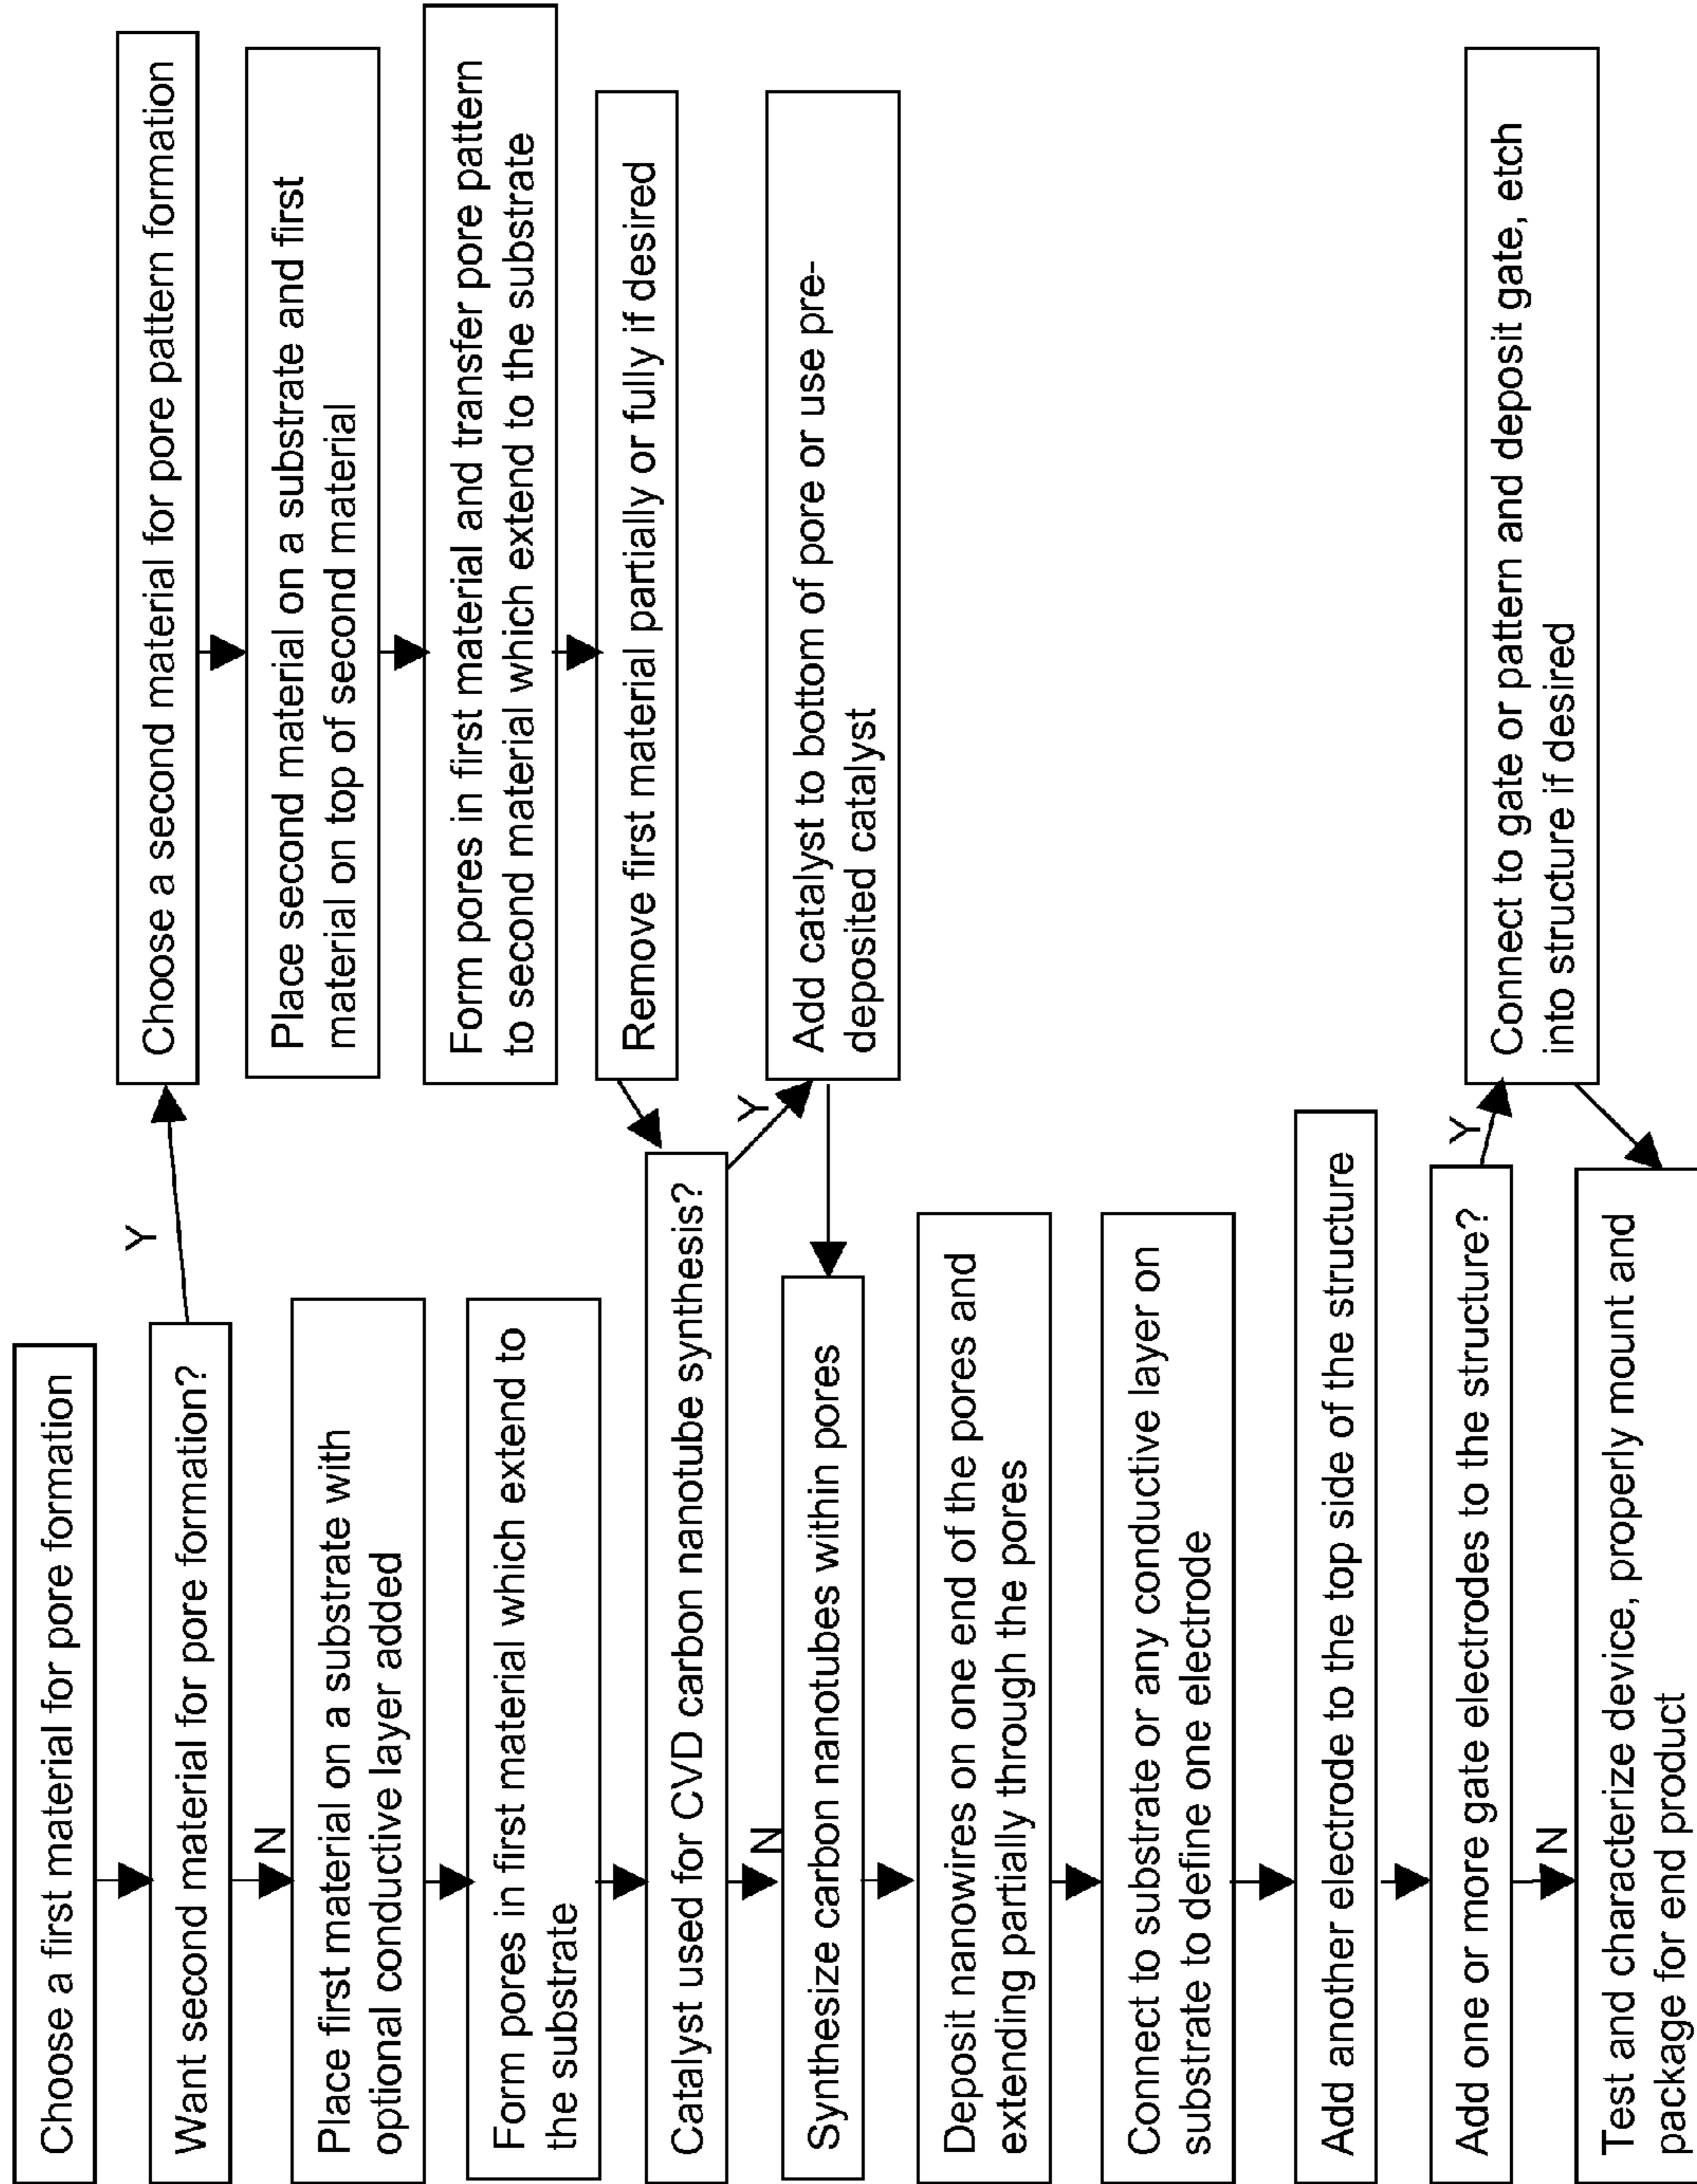 Choose a first material for pore formation
Want second material for pore formation?
Y
N
Choose a second material for pore pattern formation
Place second material on a substrate and first
material on top of second material
Form pores in first material and transfer pore pattern
to second material which extend to the substrate
Remove first material partially or fully if desired
Place first material on a substrate with
optional conductive layer added
Form pores in first material which extend to
the substrate
Catalyst used for CVD carbon nanotube synthesis?
Y
N
Add catalyst to bottom of pore or use pre-
deposited catalyst
Synthesize carbon nanotubes within pores
Deposit nanowires on one end of the pores and
extending partially through the pores
Connect to substrate or any conductive layer on
substrate to define one electrode
Add another electrode to the top side of the structure
Add one or more gate electrodes to the structure?
Y
N
Connect to gate or pattern and deposit gate, etch
into structure if desired
Test and characterize device, properly mount and
package for end product